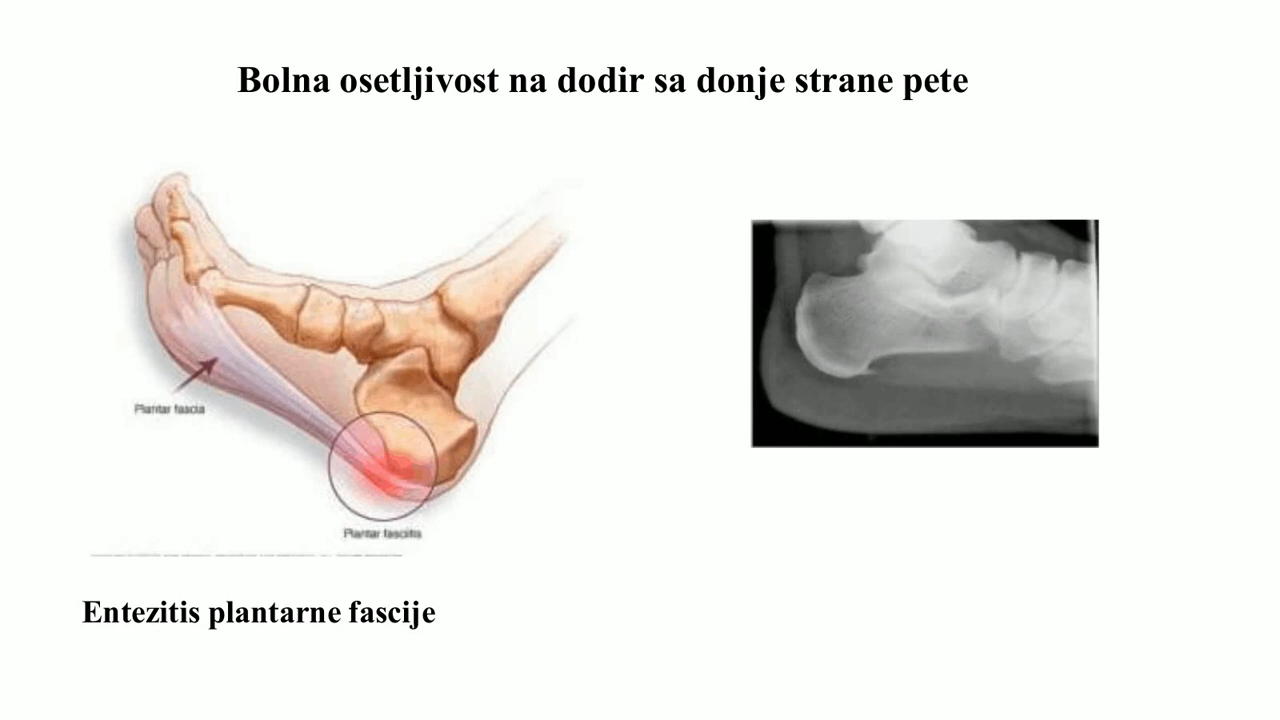 Bolna osetljivost na dodir sa donje strane pete
Plantar fascia
Plantar fasciitis
Entezitis plantarne fascije